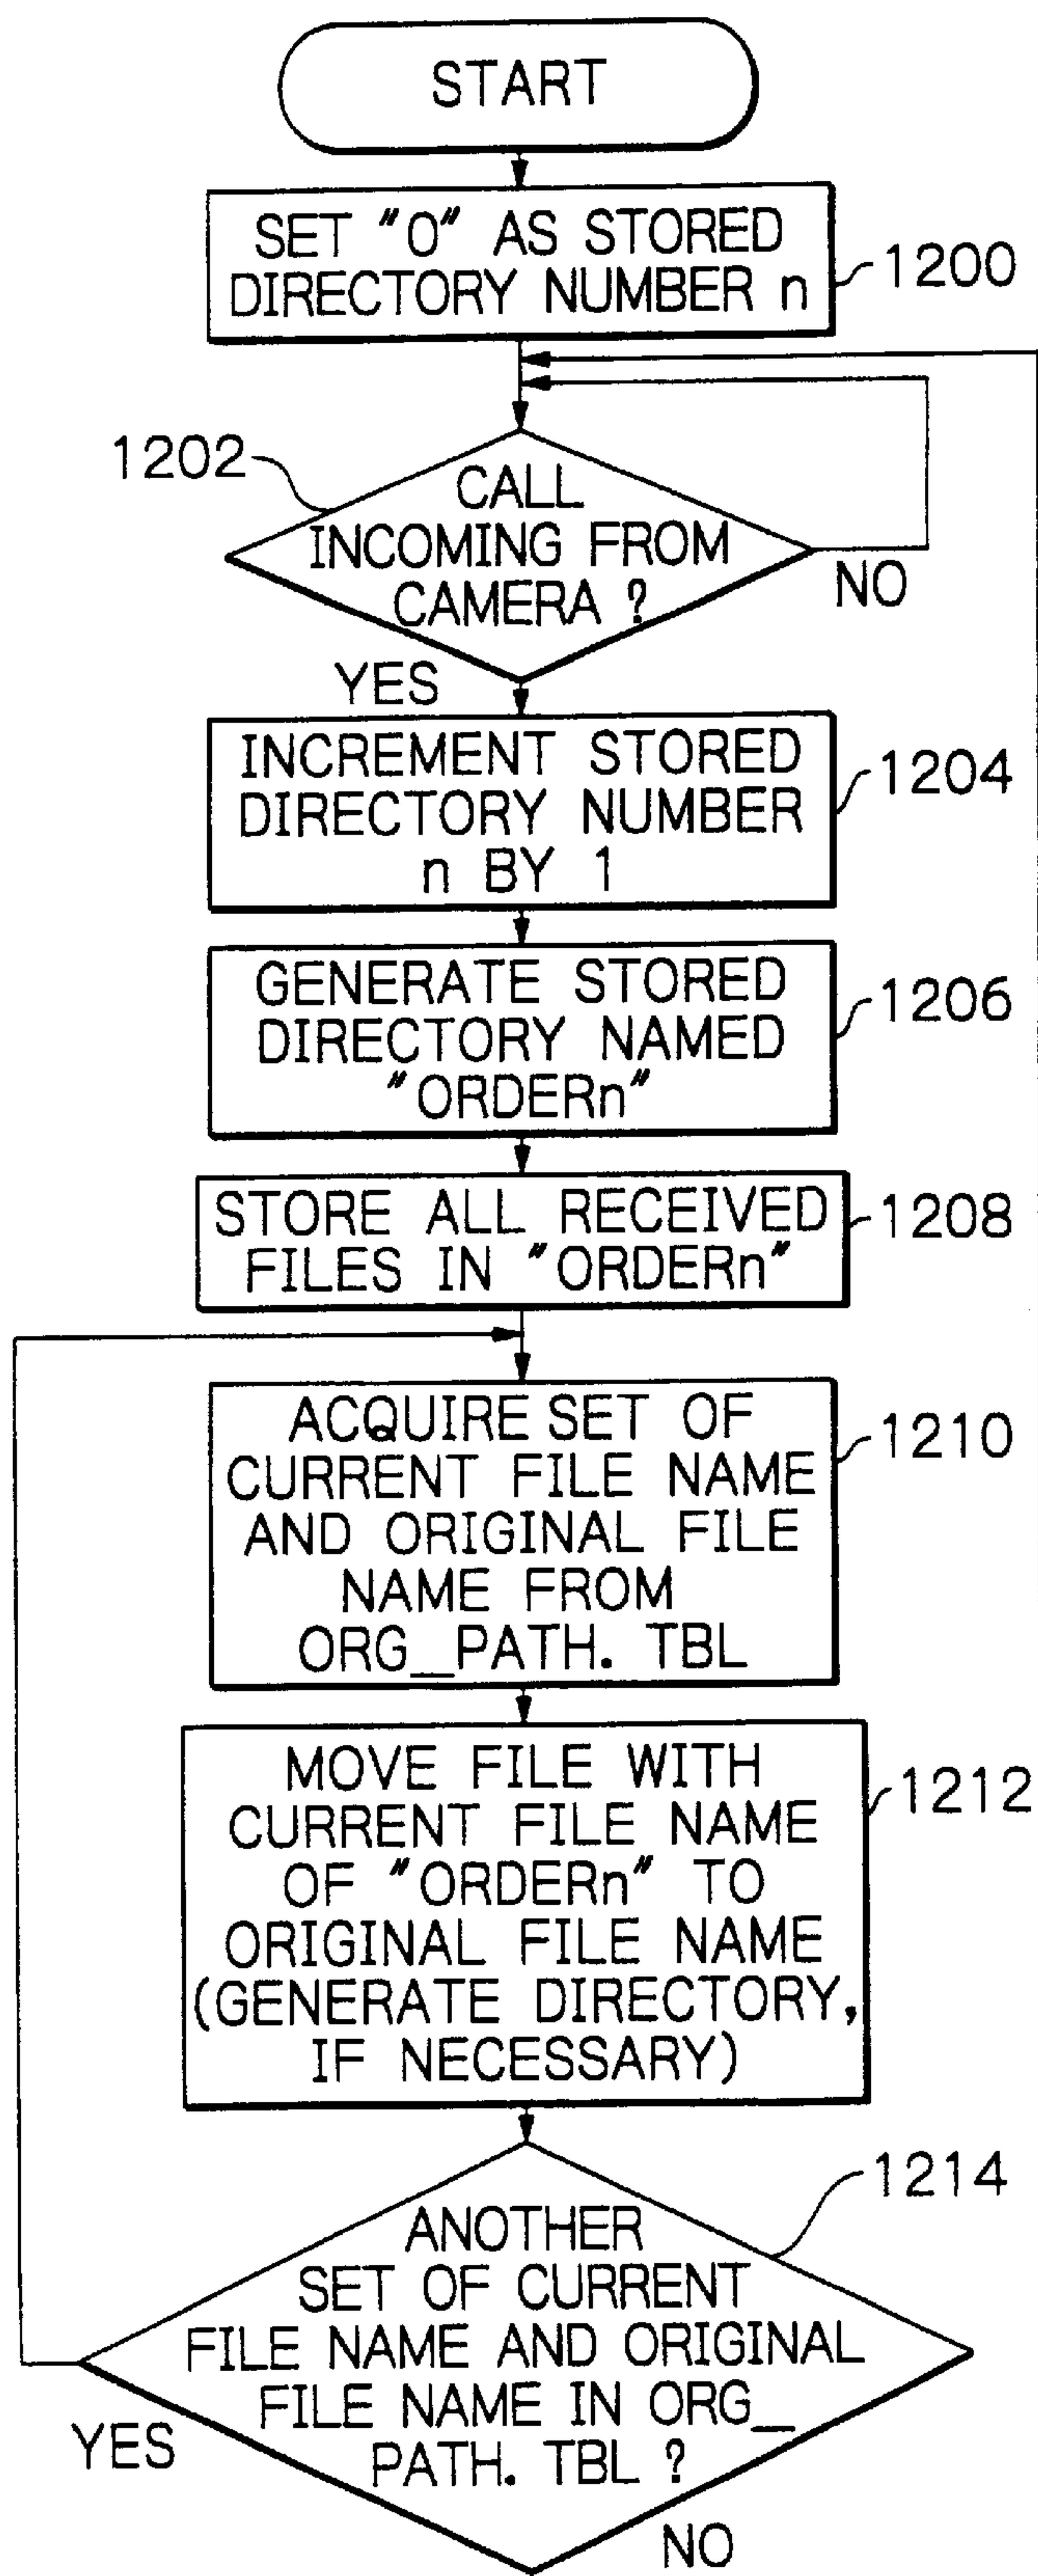 START
SET "0" AS STORED
DIRECTORY NUMBER n
1200
1202
CALL
INCOMING FROM
CAMERA ?
NO
YES
INCREMENT STORED
DIRECTORY NUMBER
n BY 1
1204
GENERATE STORED
DIRECTORY NAMED
"ORDERn"
1206
STORE ALL RECEIVED
FILES IN "ORDERn"
1208
ACQUIRE SET OF
CURRENT FILE NAME
AND ORIGINAL FILE
NAME FROM
ORG_PATH. TBL
1210
MOVE FILE WITH
CURRENT FILE NAME
OF "ORDERn" TO
ORIGINAL FILE NAME
(GENERATE DIRECTORY,
IF NECESSARY)
1212
1214
ANOTHER
SET OF CURRENT
FILE NAME AND ORIGINAL
FILE NAME IN ORG_
PATH. TBL ?
YES
NO